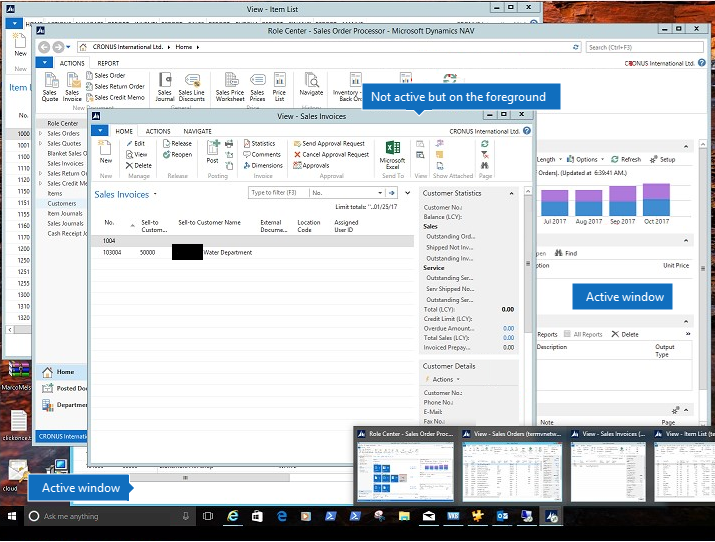 View - Item List
Role Center - Sales Order Processor - Microsoft Dynamics NAV
CRONUS International Ltd. ▸ Home ▸
Search (Ctrl+F3)
ACTIONS REPORT
CRONUS International Ltd.
New
Sales Quote
Sales Invoice
Sales Order
Sales Return Order
Sales Credit Memo
Sales Journal
Sales Line Discounts
Sales Price Worksheet
Sales Prices
Price List
Navigate
Inventory -
Back Ord
Not active but on the foreground
View - Sales Invoices
HOME ACTIONS NAVIGATE
CRONUS International Ltd.
New
Edit
View
Delete
Manage
Release
Reopen
Release
Post
Posting
Statistics
Comments
Dimensions
Invoice
Send Approval Request
Cancel Approval Request
Approvals
Approval
Microsoft Excel
Send To
Show Attached
Page
Item l
No.
1000
1001
1100
1110
1120
1150
1151
1155
1160
1170
1200
1250
1251
1255
1310
1320
Role Center
Sales Orders
Sales Quotes
Blanket Sales O
Sales Invoices
Sales Return O
Sales Credit Me
Items
Customers
Item Journals
Sales Journals
Cash Receipt J
Home
Posted Doc
Departmen
CRONUS Internation
Sales Invoices
Type to filter (F3)
No.
Limit totals: ''..01/25/17
No.
Sell-to Custom...
Sell-to Customer Name
External Docume...
Location Code
Assigned User ID
1004
103004 50000 Water Department
Customer Statistics
Customer No.:
Balance (LCY):
Sales
Outstanding Ord...
Shipped Not Inv...
Outstanding Inv...
Service
Outstanding Ser...
Serv Shipped No...
Outstanding Ser...
Total (LCY): 0.00
Credit Limit (LCY):
Overdue Amount... 0.00
Total Sales (LCY): 0.00
Invoiced Prepay... 0.00
Customer Details
Actions
Customer No.:
Phone No.:
E-Mail:
Fax No.:
Length Options Refresh Setup
Orders). (Updated at 6:39:41 AM.)
Jul 2017 Aug 2017 Sep 2017 Oct 2017
Find
Unit Price
Active window
Reports All Reports Delete
Description
Output Type
Note
Page
MarcoMels
clickonce
cloud
Active window
Role Center - Sales Order Proc...
View - Sales Orders (termvnetw...
View - Sales Invoices (...
View - Item List (te
Ask me anything